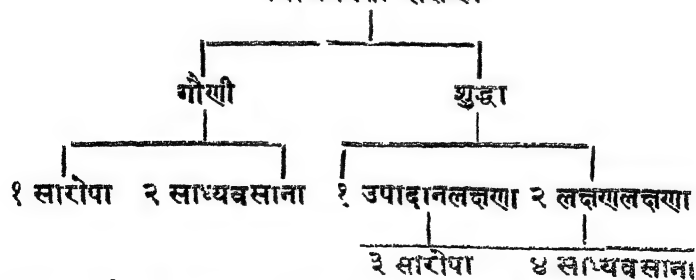 गौणी शुद्धा
१ सारोपा २ साध्यवसाना १ उपादानलक्षणा २ लक्षणलक्षणा
३ सारोपा ४ साध्यवसाना